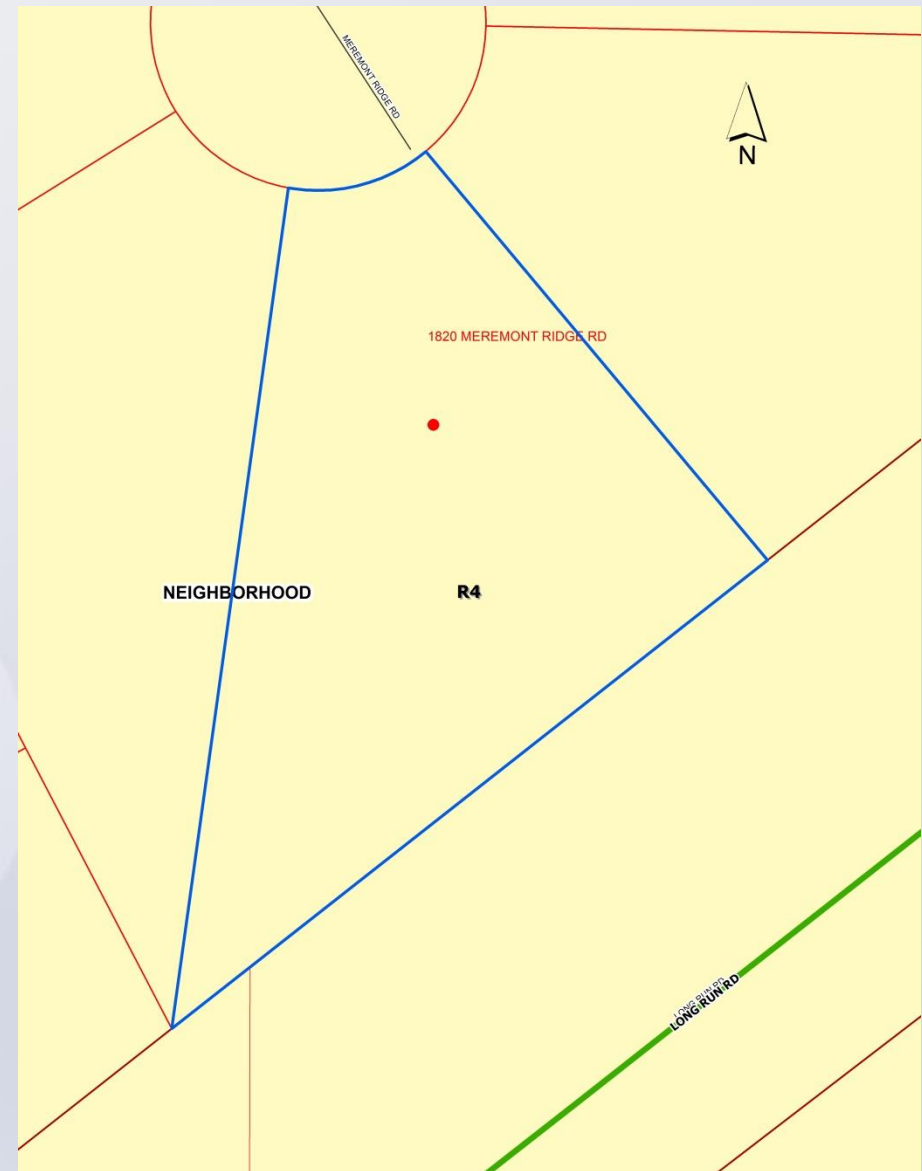 MEREMONT RIDGE RD
N
1820 MEREMONT RIDGE RD
NEIGHBORHOOD
R4
LONG RUN RD
LONG RUN RD